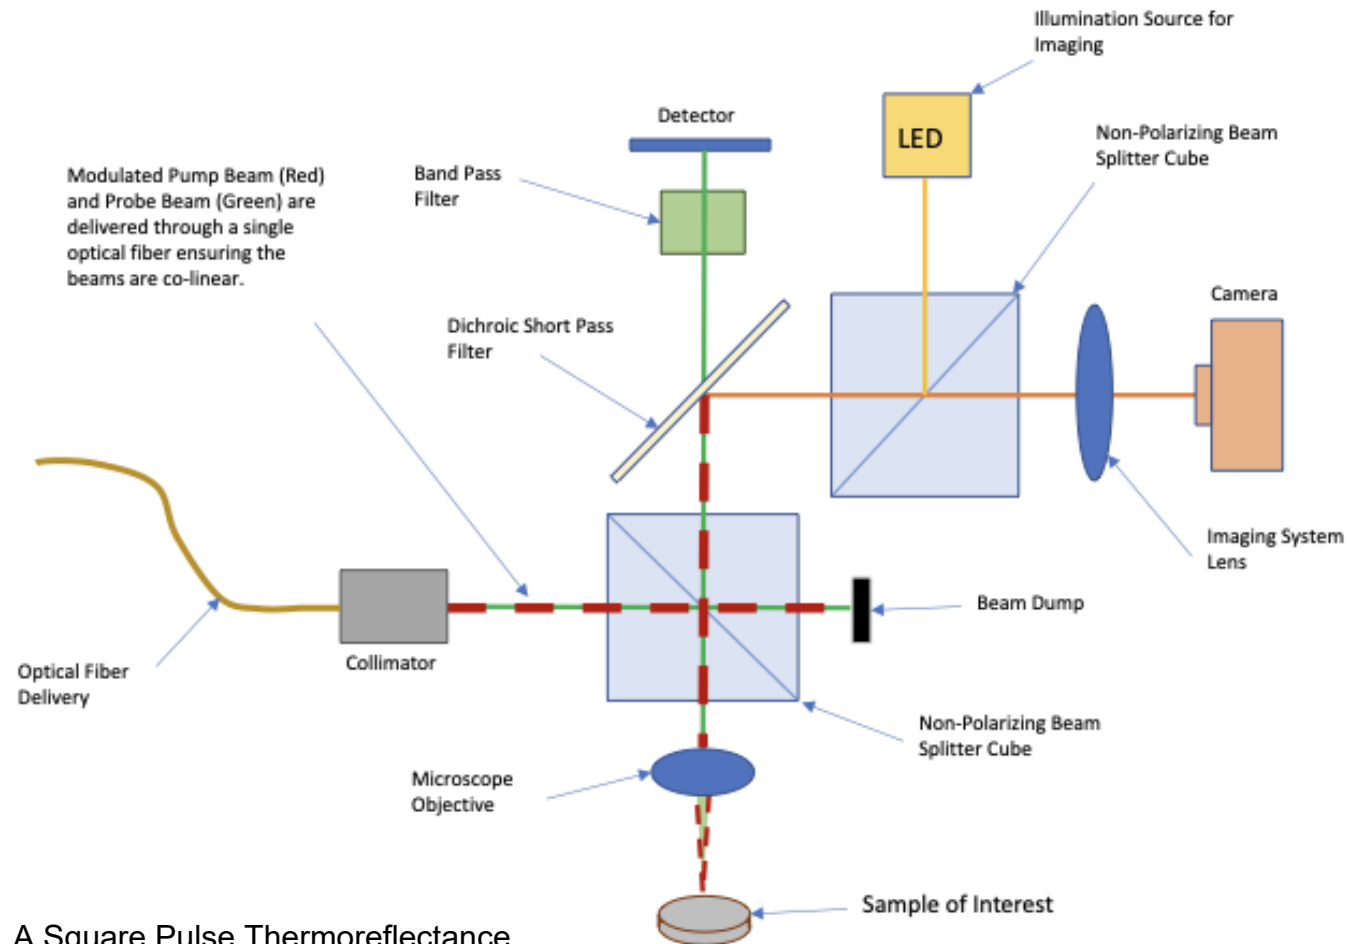 Illumination Source for
Imaging
LED
Non-Polarizing Beam
Splitter Cube
Detector
Band Pass
Filter
Modulated Pump Beam (Red)
and Probe Beam (Green) are
delivered through a single
optical fiber ensuring the
beams are co-linear.
Camera
Dichroic Short Pass
Filter
Imaging System
Lens
Beam Dump
Optical Fiber
Delivery
Collimator
Non-Polarizing Beam
Splitter Cube
Microscope
Objective
Sample of Interest
A Square Pulse Thermoreflectance